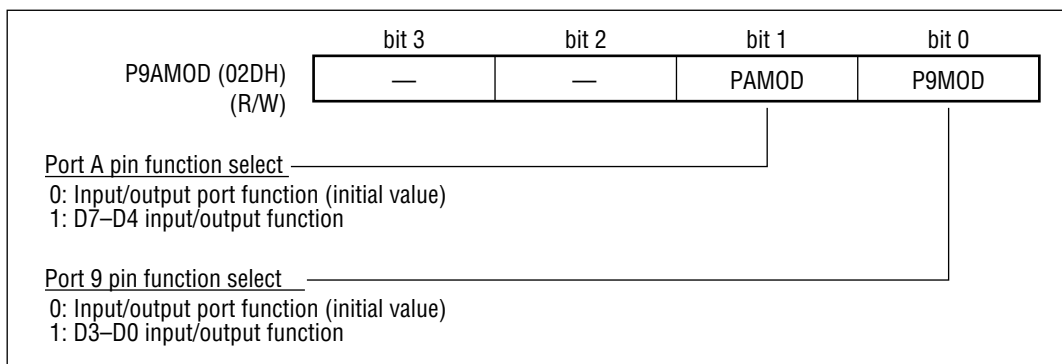 bit 3 bit 2 bit 1 bit 0
P9AMOD (02DH) — — PAMOD P9MOD
(R/W)
Port A pin function select
0: Input/output port function (initial value)
1: D7–D4 input/output function
Port 9 pin function select
0: Input/output port function (initial value)
1: D3–D0 input/output function